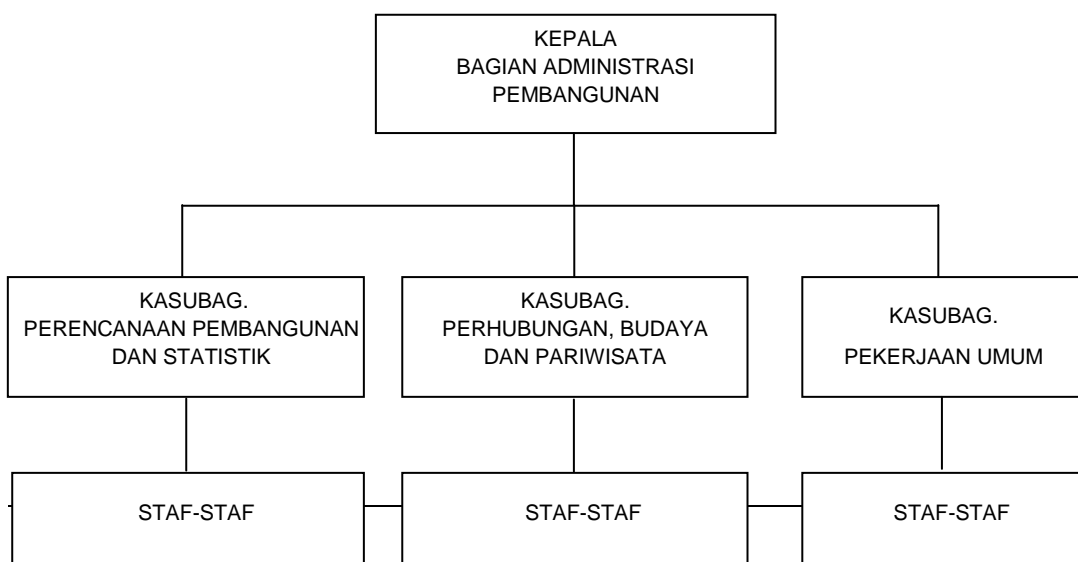 KEPALA
BAGIAN ADMINISTRASI
PEMBANGUNAN
KASUBAG.
PERENCANAAN PEMBANGUNAN
DAN STATISTIK
KASUBAG.
PERHUBUNGAN, BUDAYA
DAN PARIWISATA
KASUBAG.
PEKERJAAN UMUM
STAF-STAF
STAF-STAF
STAF-STAF